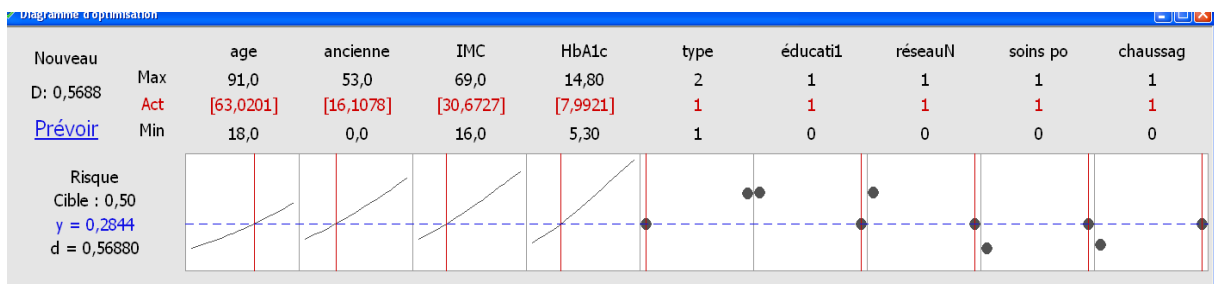 Diagramme d'optimisation
Nouveau age ancienne IMC HbA1c type éducati1 réseauN soins po chaussag
D: 0,5688 Max 91,0 53,0 69,0 14,80 2 1 1 1 1
Act [63,0201] [16,1078] [30,6727] [7,9921] 1 1 1 1 1
Prévoir Min 18,0 0,0 16,0 5,30 1 0 0 0 0
Risque
Cible : 0,50
y = 0,2844
d = 0,56880